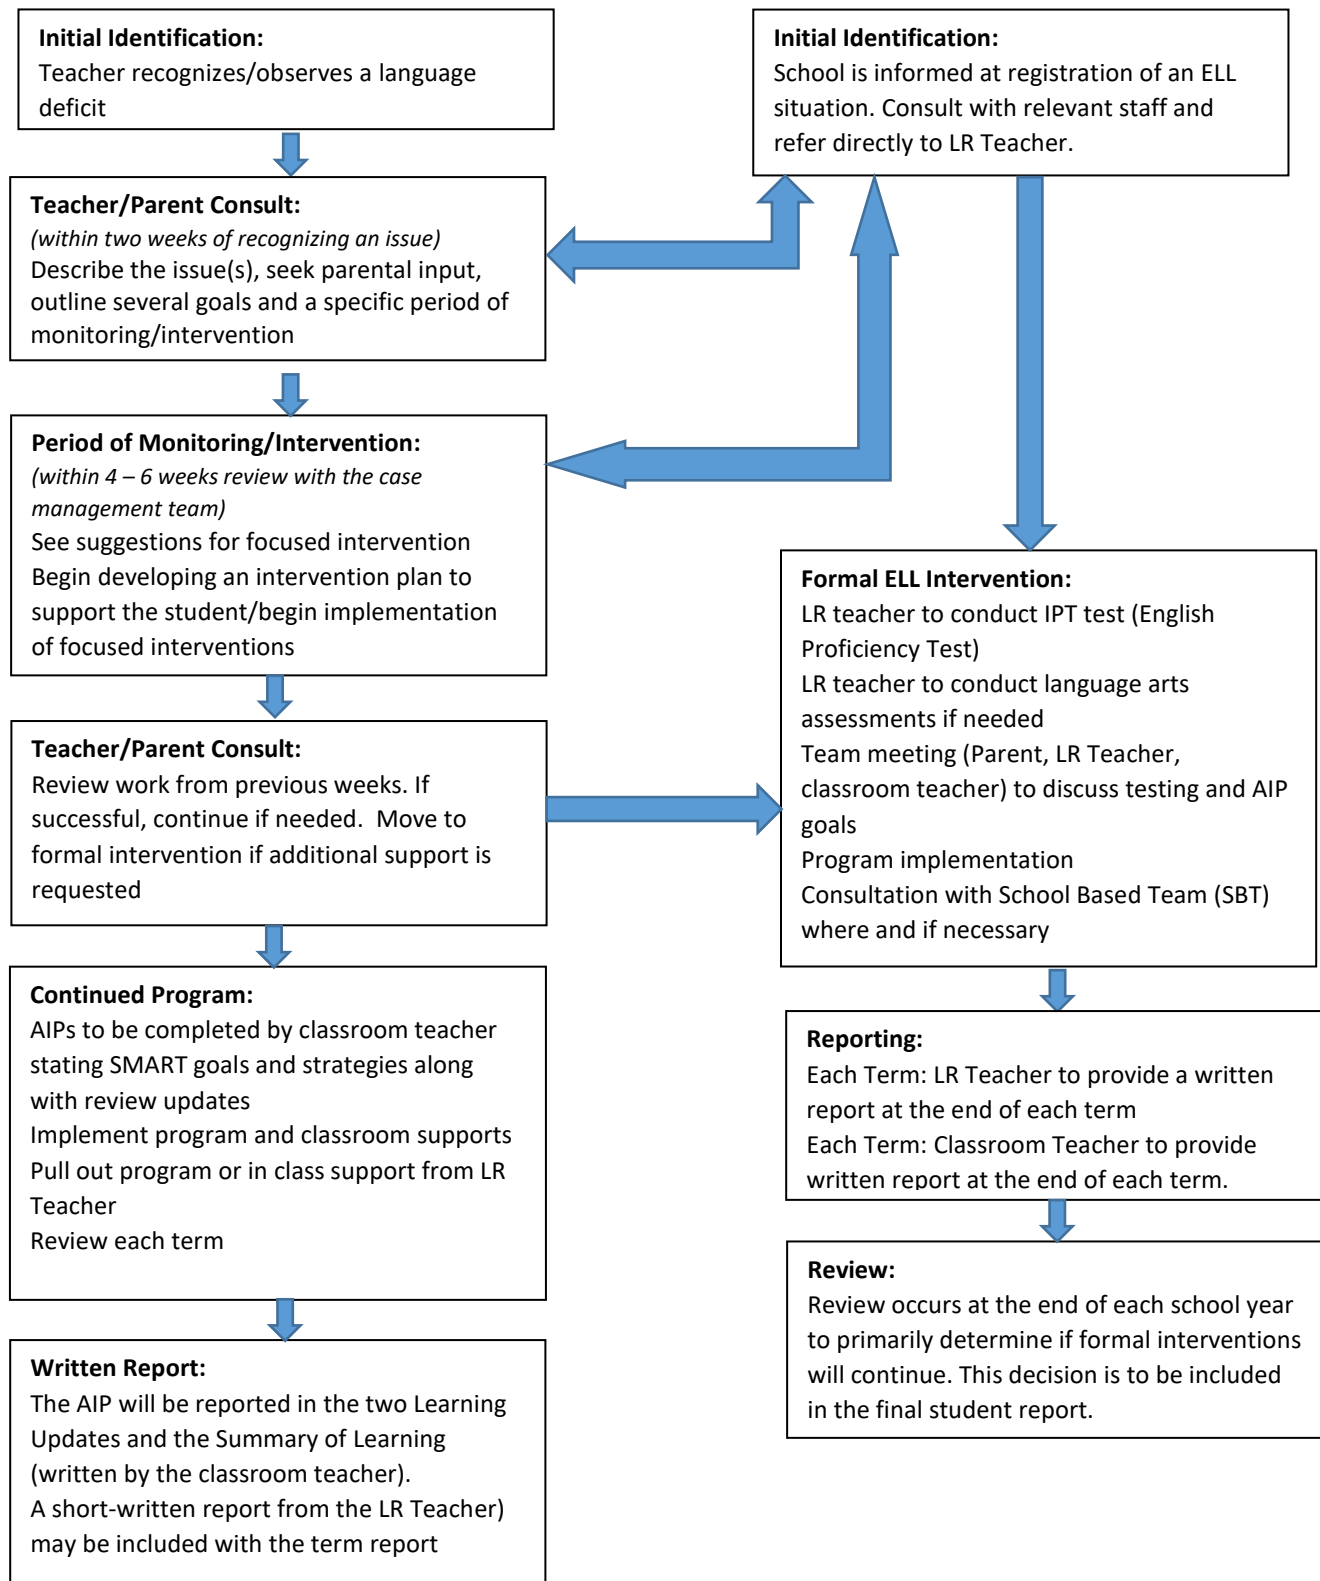 Initial Identification:
Teacher recognizes/observes a language
deficit
Teacher/Parent Consult:
(within two weeks of recognizing an issue)
Describe the issue(s), seek parental input,
outline several goals and a specific period of
monitoring/intervention
Period of Monitoring/Intervention:
(within 4 – 6 weeks review with the case
management team)
See suggestions for focused intervention
Begin developing an intervention plan to
support the student/begin implementation
of focused interventions
Teacher/Parent Consult:
Review work from previous weeks. If
successful, continue if needed.  Move to
formal intervention if additional support is
requested
Continued Program:
AIPs to be completed by classroom teacher
stating SMART goals and strategies along
with review updates
Implement program and classroom supports
Pull out program or in class support from LR
Teacher
Review each term
Written Report:
The AIP will be reported in the two Learning
Updates and the Summary of Learning
(written by the classroom teacher).
A short-written report from the LR Teacher)
may be included with the term report
Initial Identification:
School is informed at registration of an ELL
situation. Consult with relevant staff and
refer directly to LR Teacher.
Formal ELL Intervention:
LR teacher to conduct IPT test (English
Proficiency Test)
LR teacher to conduct language arts
assessments if needed
Team meeting (Parent, LR Teacher,
classroom teacher) to discuss testing and AIP
goals
Program implementation
Consultation with School Based Team (SBT)
where and if necessary
Reporting:
Each Term: LR Teacher to provide a written
report at the end of each term
Each Term: Classroom Teacher to provide
written report at the end of each term.
Review:
Review occurs at the end of each school year
to primarily determine if formal interventions
will continue. This decision is to be included
in the final student report.